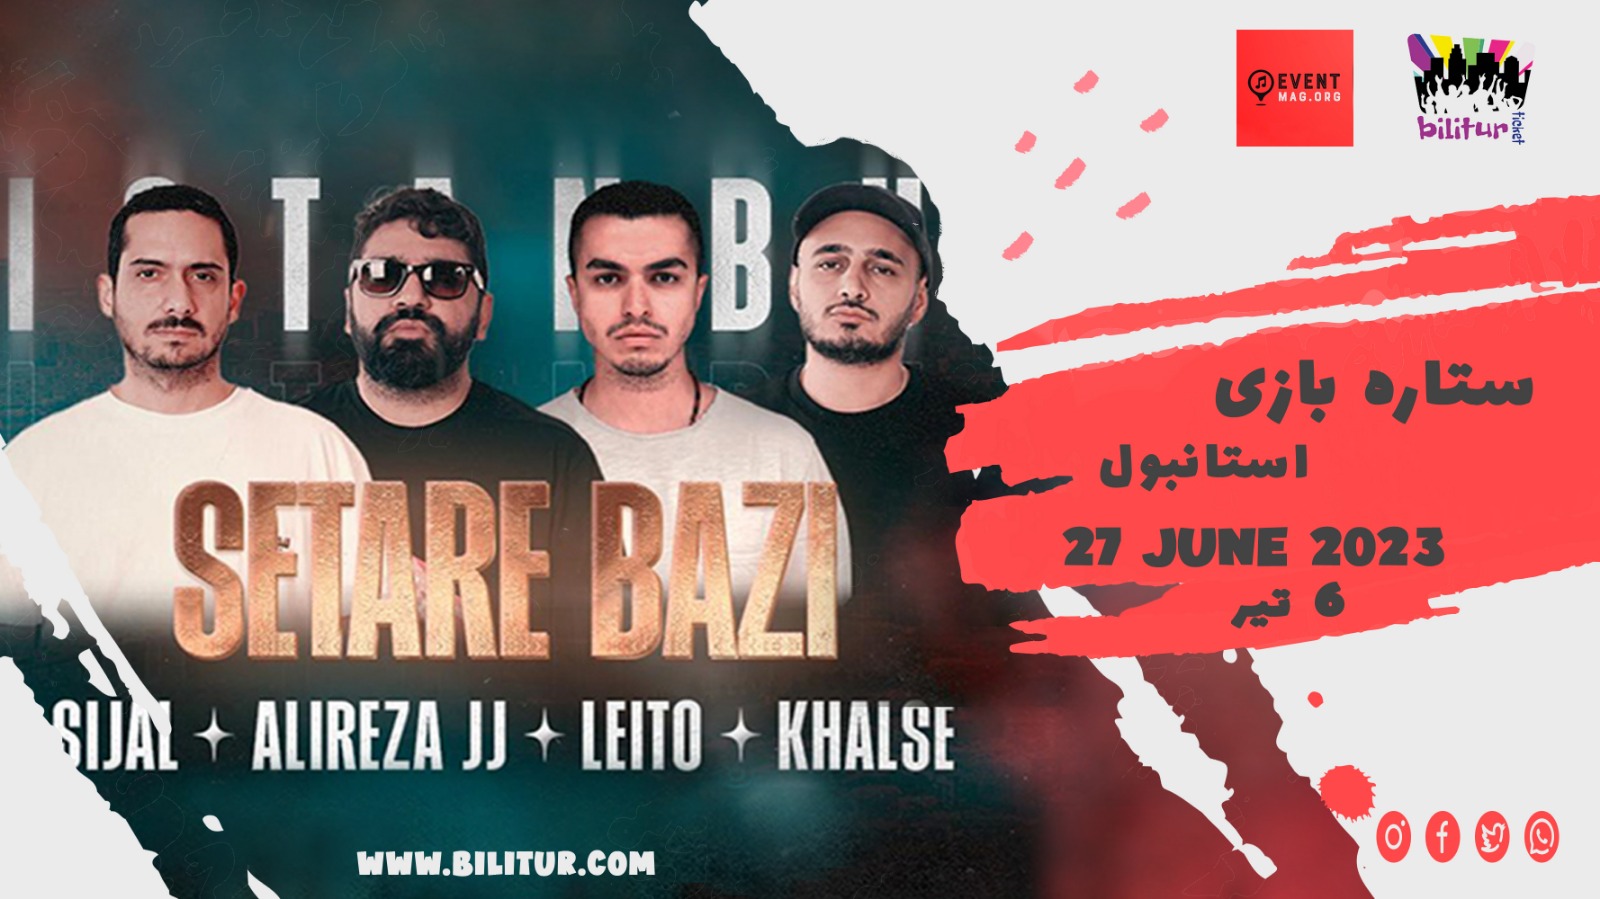 EVENT
MAG.ORG
bilitur
ticket
ISTANBU
SETARE BAZI
SIJAL ✦ ALIREZA JJ ✦ LEITO ✦ KHALSE
WWW.BILITUR.COM
ستاره بازی
استانبول
27 JUNE 2023
6 تیر